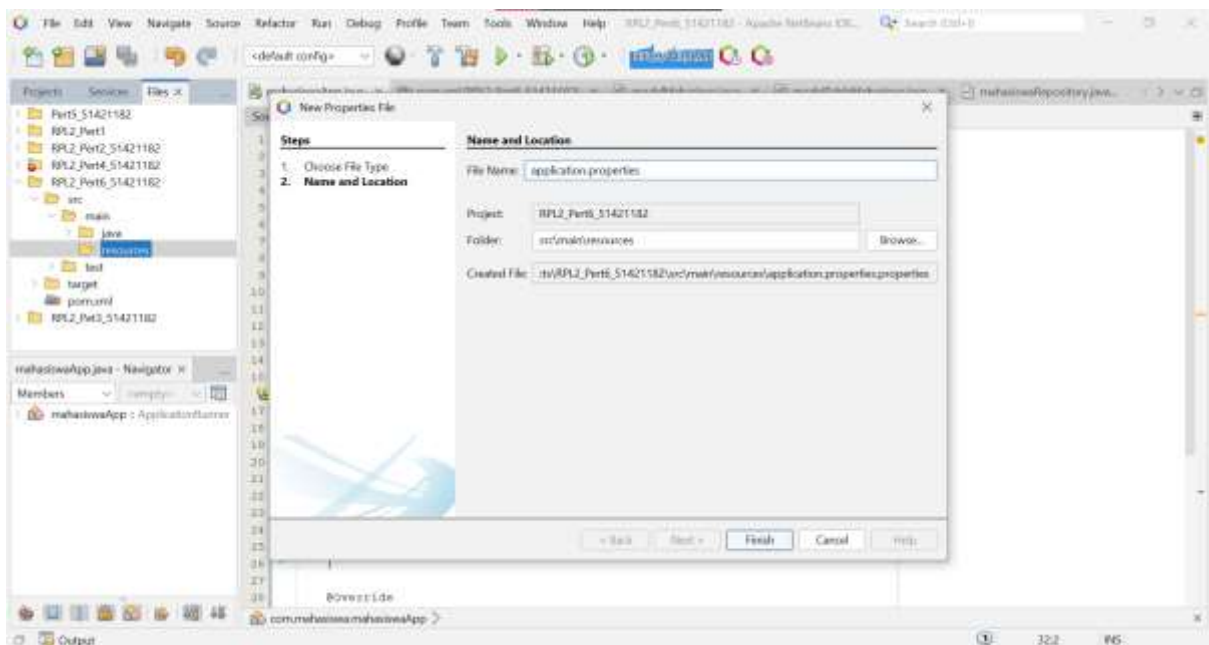 File Edit View Navigate Source Refactor Run Debug Profile Team Tools Window Help
<default config>
Projects Services Files
Pert5_51421182
RPL2_Pert1
RPL2_Pert2_51421182
RPL2_Pert4_51421182
RPL2_Pert6_51421182
src
main
java
resources
test
target
pom.xml
RPL2_Pet3_51421182
mahasiswaApp.java - Navigator
Members
<empty>
mahasiswaApp : ApplicationRunner
New Properties File
Steps
1. Choose File Type
2. Name and Location
Name and Location
File Name: application.properties
Project: RPL2_Pert6_51421182
Folder: src\main\resources
Browse...
Created File: ts\RPL2_Pert6_51421182\src\main\resources\application.properties.properties
< Back Next > Finish Cancel Help
mahasiswaRepository.java
@Override
com.mahasiswa.mahasiswaApp
Output
32:2 INS